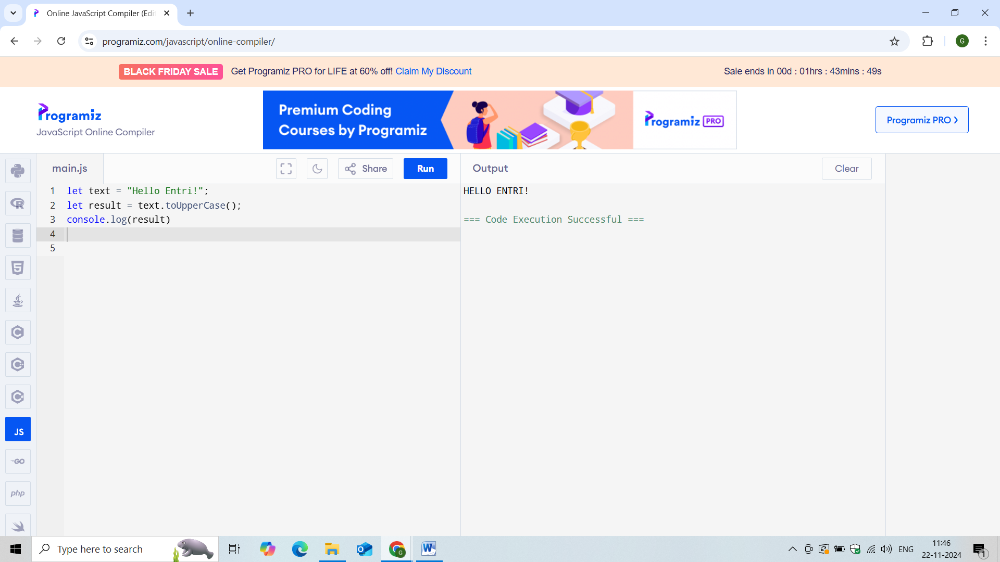 Online JavaScript Compiler (Edi
programiz.com/javascript/online-compiler/
G
BLACK FRIDAY SALE Get Programiz PRO for LIFE at 60% off! Claim My Discount Sale ends in 00d : 01hrs : 43mins : 49s
Programiz
JavaScript Online Compiler
Premium Coding
Courses by Programiz
Programiz PRO
Programiz PRO
main.js Share Run Output Clear
1 let text = "Hello Entri!";
2 let result = text.toUpperCase();
3 console.log(result)
4
5
HELLO ENTRI!
=== Code Execution Successful ===
R
5
C
C
C
JS
GO
php
Type here to search
ENG
11:46
22-11-2024
1